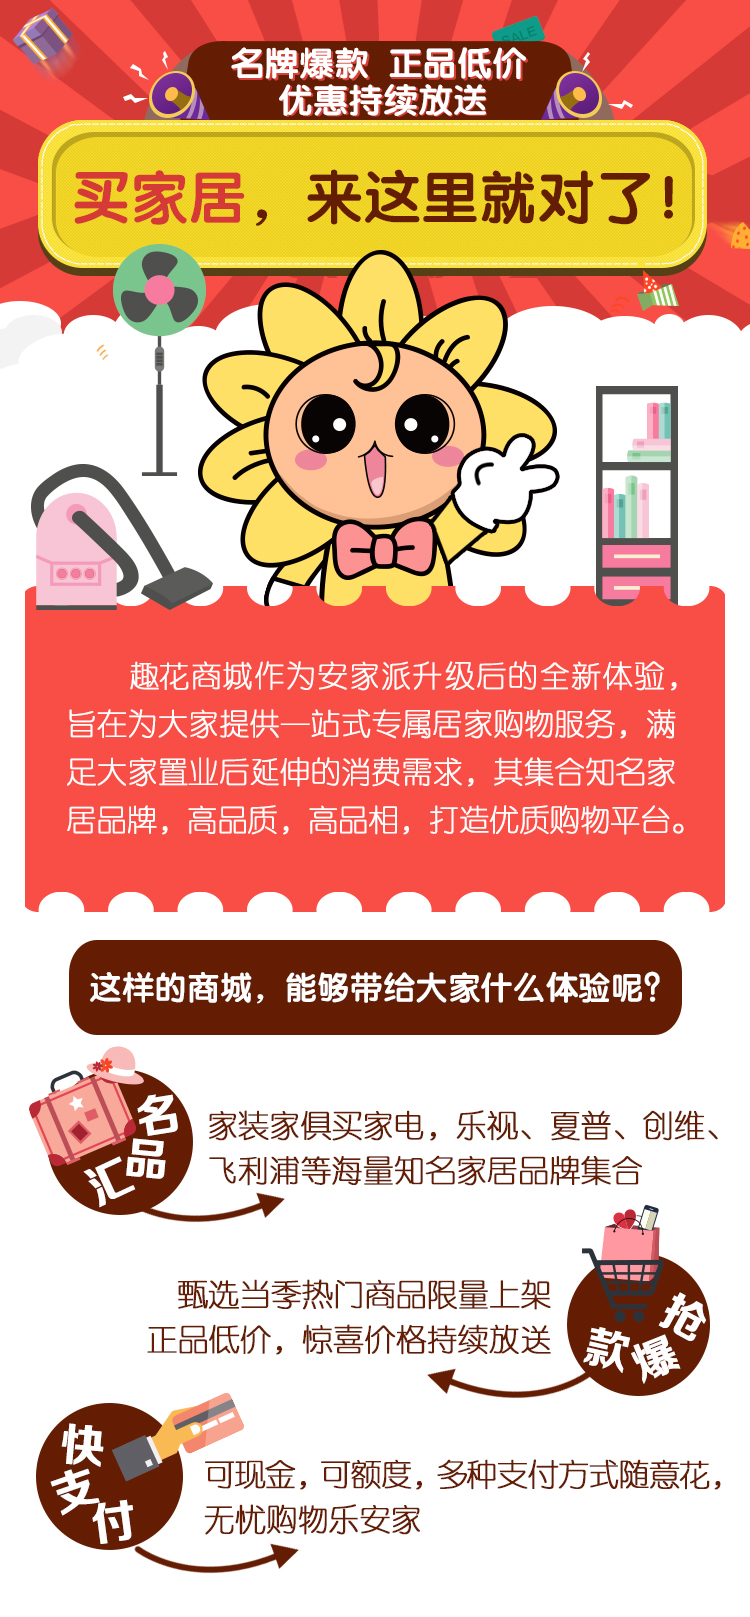 SALE
名牌爆款 正品低价
优惠持续放送
买家居，来这里就对了！
趣花商城作为安家派升级后的全新体验，
旨在为大家提供一站式专属居家购物服务，满
足大家置业后延伸的消费需求，其集合知名家
居品牌，高品质，高品相，打造优质购物平台。
这样的商城，能够带给大家什么体验呢？
名品汇
家装家俱买家电，乐视、夏普、创维、
飞利浦等海量知名家居品牌集合
甄选当季热门商品限量上架
正品低价，惊喜价格持续放送
抢爆款
快支付
可现金，可额度，多种支付方式随意花，
无忧购物乐安家